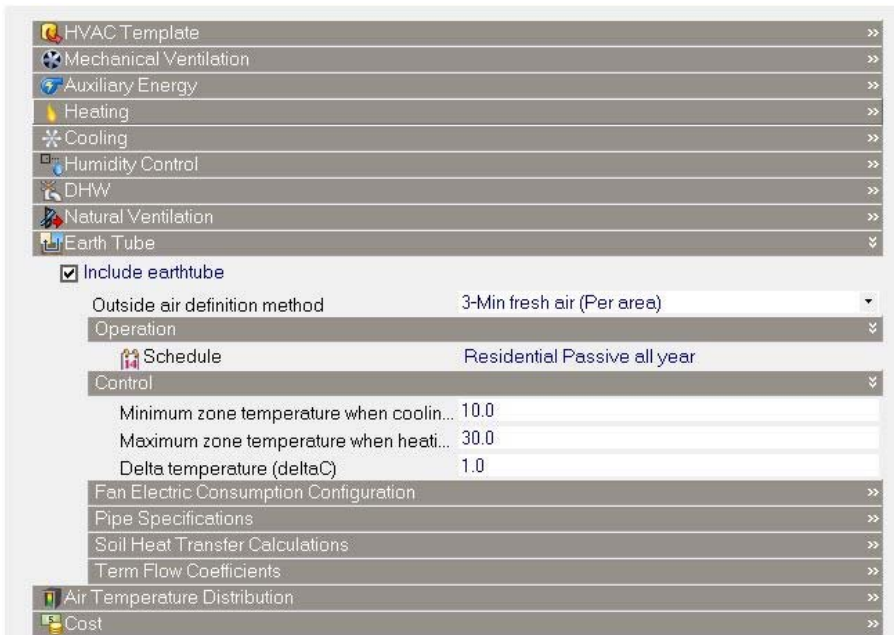 HVAC Template
Mechanical Ventilation
Auxiliary Energy
Heating
Cooling
Humidity Control
DHW
Natural Ventilation
Earth Tube
Include earthtube
Outside air definition method 3-Min fresh air (Per area)
Operation
14 Schedule Residential Passive all year
Control
Minimum zone temperature when coolin... 10.0
Maximum zone temperature when heati... 30.0
Delta temperature (deltaC) 1.0
Fan Electric Consumption Configuration
Pipe Specifications
Soil Heat Transfer Calculations
Term Flow Coefficients
Air Temperature Distribution
Cost